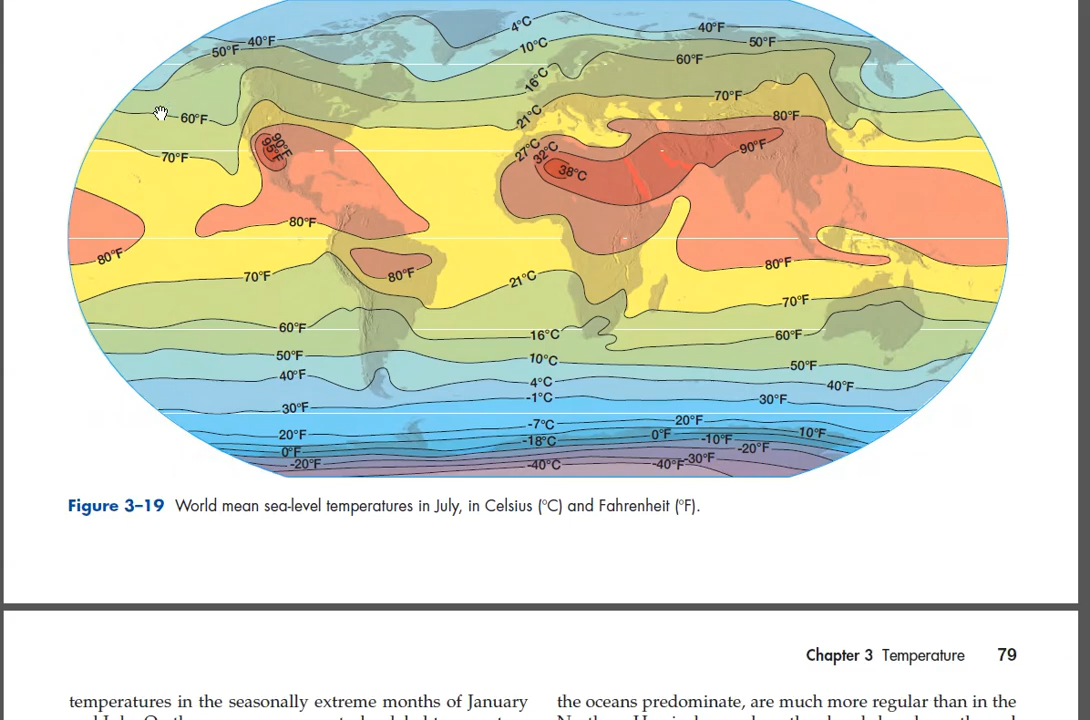 4°C
40°F
40°F
50°F
10°C
50°F
60°F
16°C
70°F
21°C
60°F
80°F
90°F
95°F
27°C
32°C
90°F
70°F
38°C
80°F
80°F
80°F
70°F
80°F
21°C
70°F
60°F
16°C
60°F
50°F
10°C
50°F
40°F
4°C
40°F
-1°C
30°F
30°F
-7°C
20°F
20°F
-18°C
0°F
-10°F
10°F
0°F
-20°F
-20°F
-40°C
-40°F
-30°F
Figure 3–19 World mean sea-level temperatures in July, in Celsius (°C) and Fahrenheit (°F).
Chapter 3 Temperature 79
temperatures in the seasonally extreme months of January
the oceans predominate, are much more regular than in the